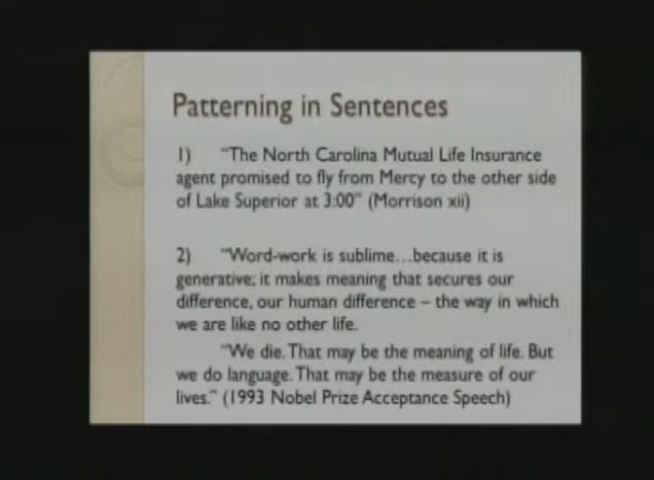 Patterning in Sentences
1) "The North Carolina Mutual Life Insurance
agent promised to fly from Mercy to the other side
of Lake Superior at 3:00" (Morrison xii)
2) "Word-work is sublime...because it is
generative; it makes meaning that secures our
difference, our human difference – the way in which
we are like no other life.
"We die. That may be the meaning of life. But
we do language. That may be the measure of our
lives." (1993 Nobel Prize Acceptance Speech)